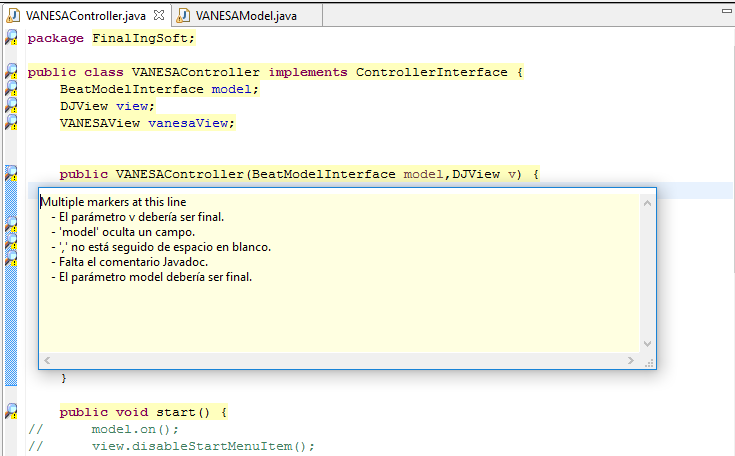 VANESAController.java VANESAModel.java
package FinalIngSoft;
public class VANESAController implements ControllerInterface {
BeatModelInterface model;
DJView view;
VANESAView vanesaView;
public VANESAController(BeatModelInterface model,DJView v) {
Multiple markers at this line
- El parámetro v debería ser final.
- 'model' oculta un campo.
- ',' no está seguido de espacio en blanco.
- Falta el comentario Javadoc.
- El parámetro model debería ser final.
}
public void start() {
// model.on();
// view.disableStartMenuItem();